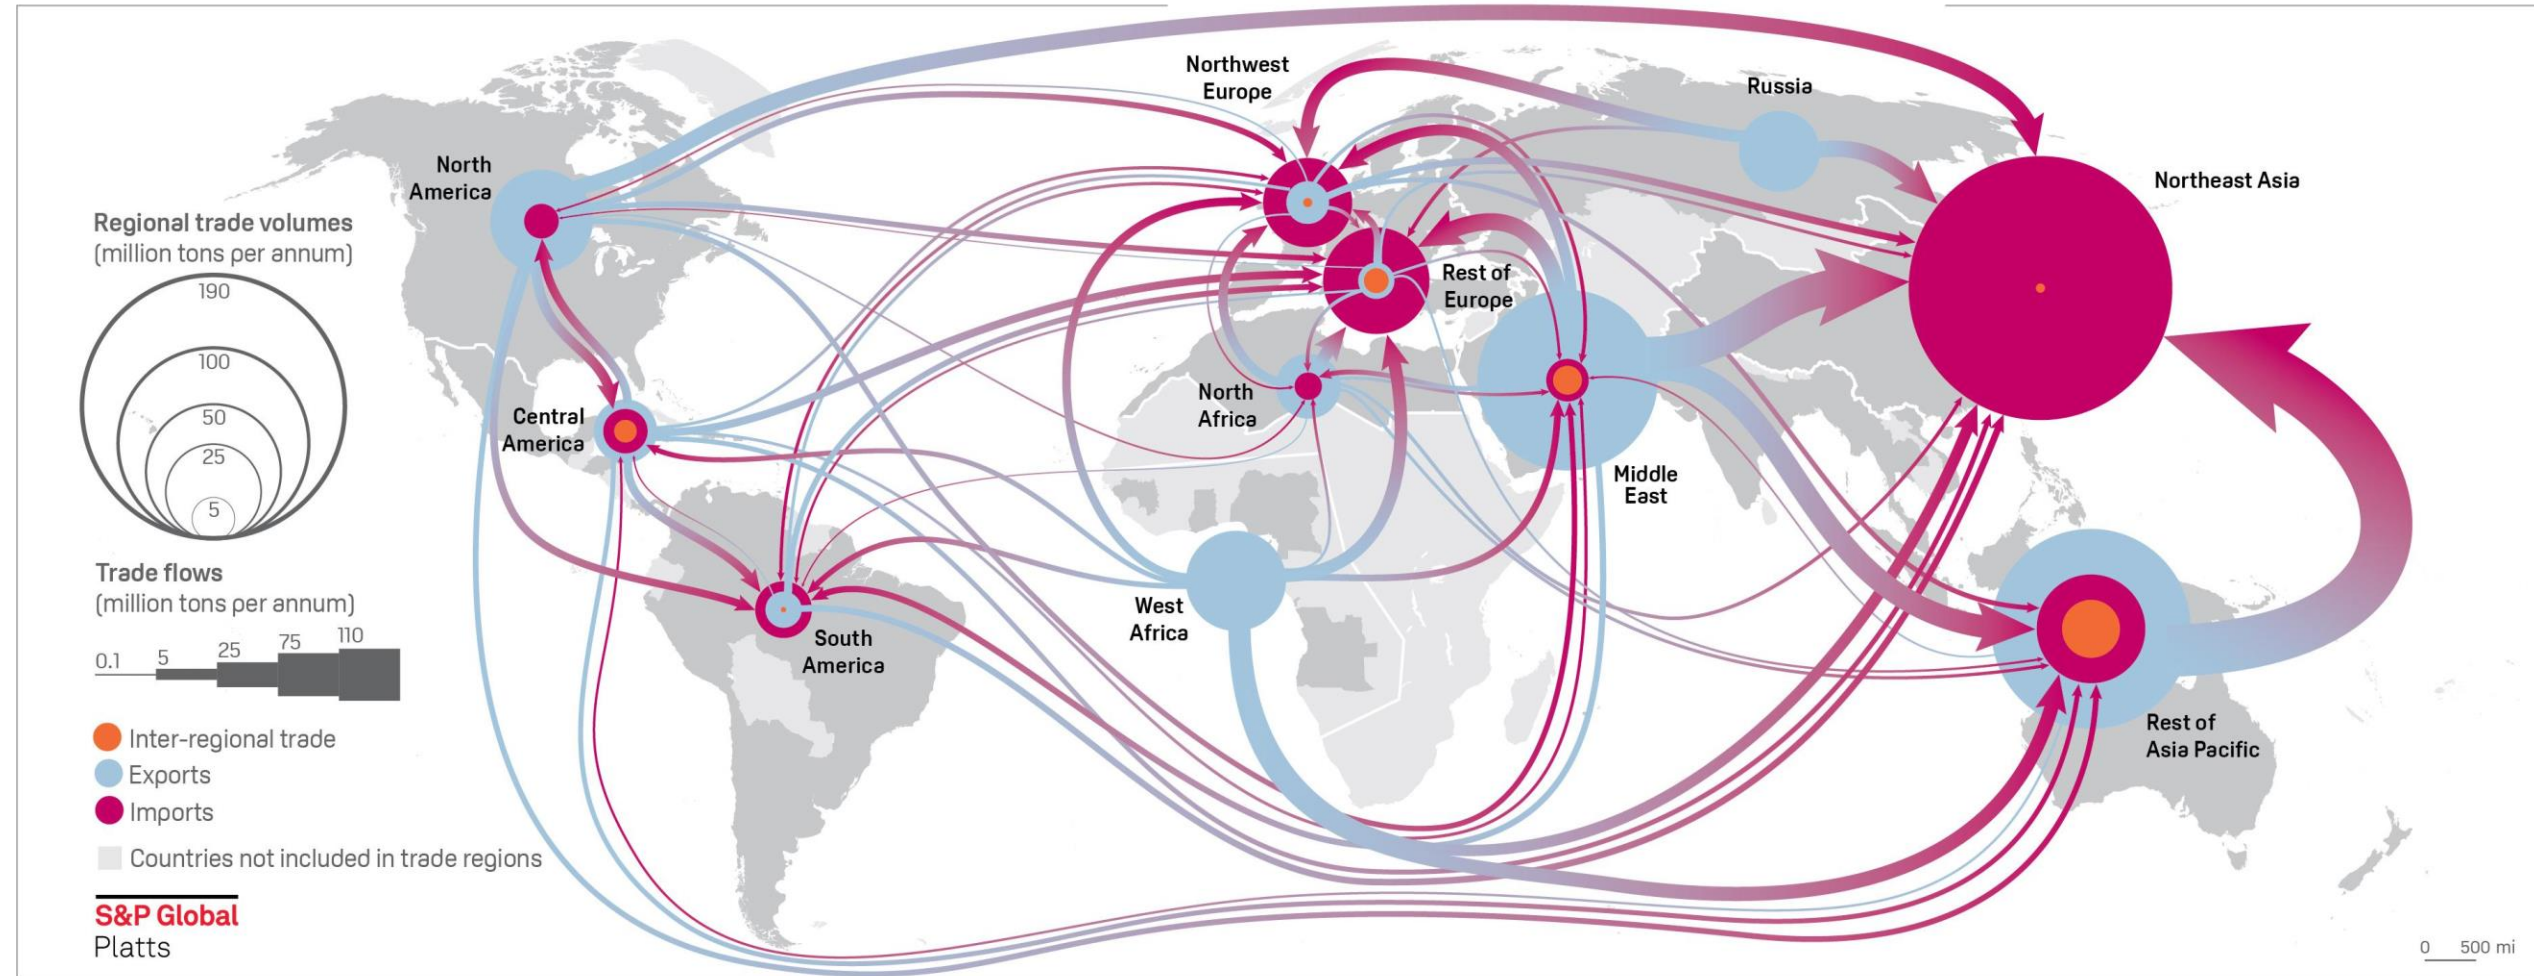 Northwest
Europe
Russia
North
America
Northeast Asia
Regional trade volumes
(million tons per annum)
190
100
50
25
5
Rest of
Europe
North
Africa
Central
America
Middle
East
Trade flows
(million tons per annum)
0.1
5
25
75
110
West
Africa
South
America
Rest of
Asia Pacific
Inter-regional trade
Exports
Imports
Countries not included in trade regions
S&P Global
Platts
0 500 mi